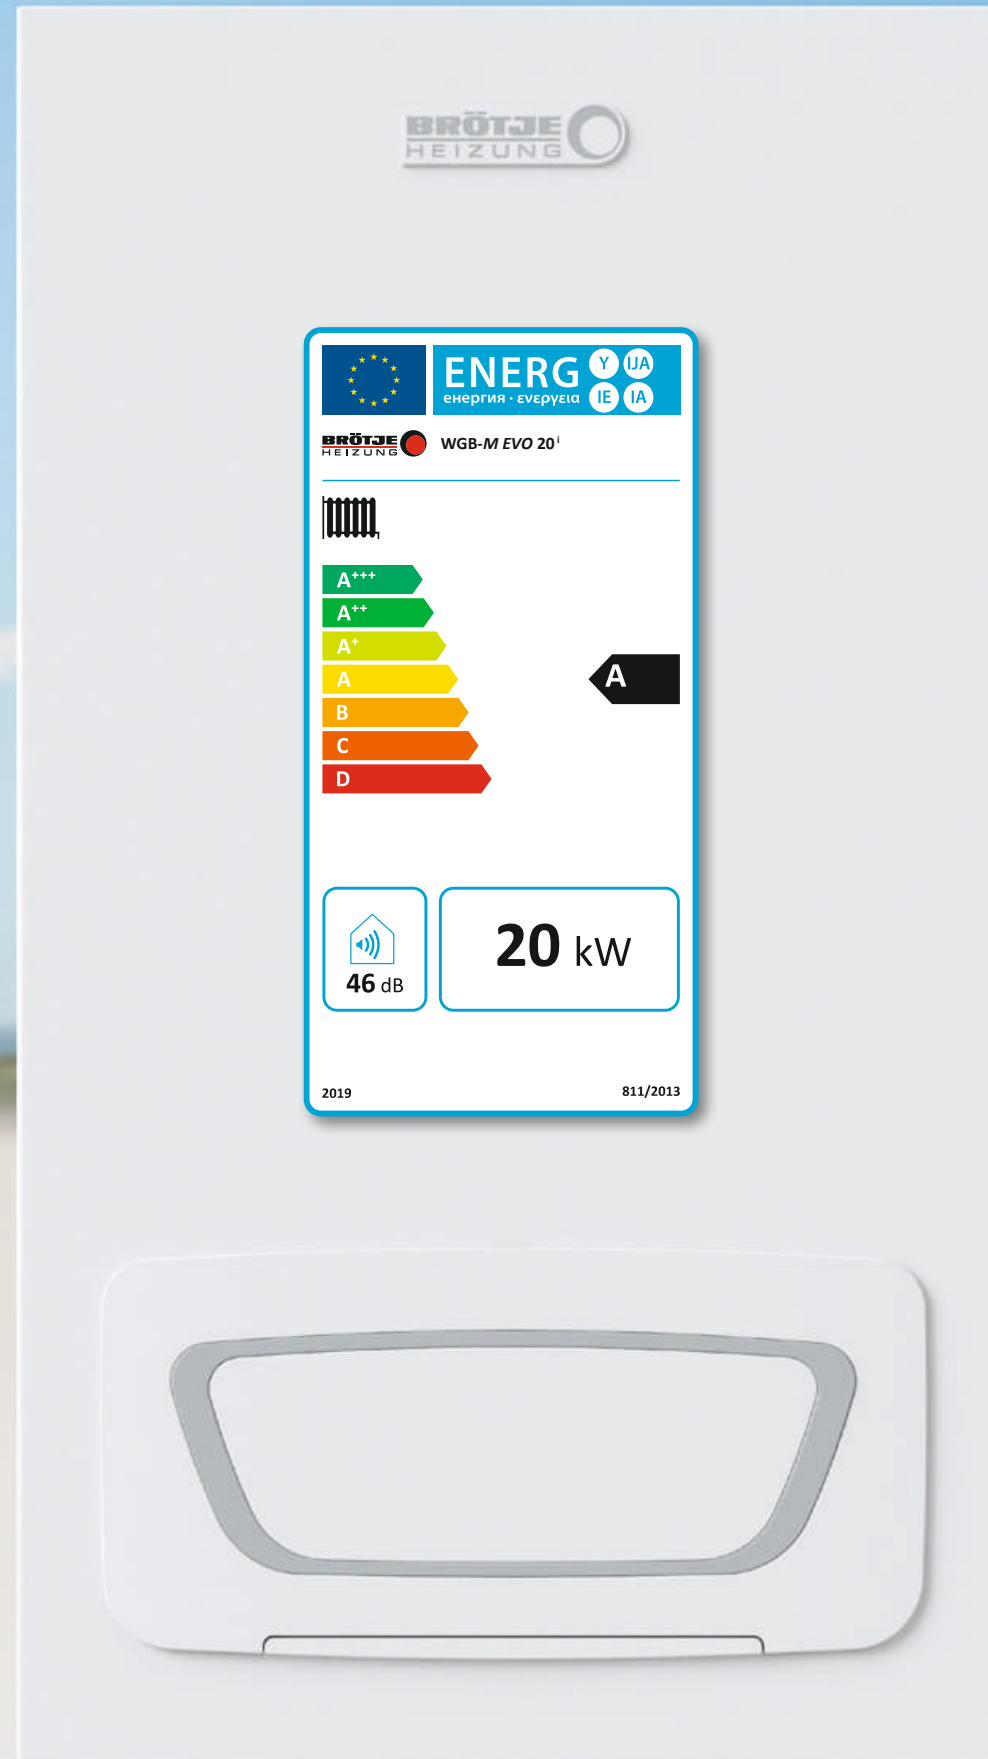 BRÖTJE
HEIZUNG
ENERG Y IJA
енергия · ενεργεια IE IA
BRÖTJE
HEIZUNG
WGB-M EVO 20 i
A+++
A++
A+
A
A
B
C
D
46 dB
20 kW
2019
811/2013